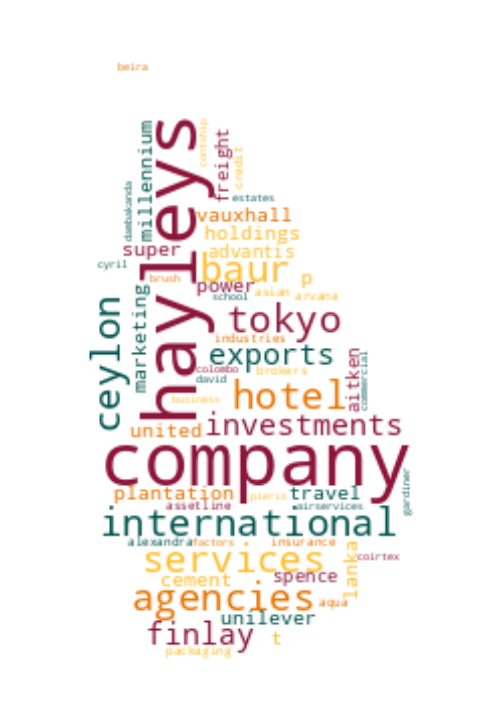 beira
hayleys
millennium
contship
freight
credit
dambakanda
estates
vauxhall
holdings
super
advantis
cyril
baur
brush
power
p
asian
arvana
school
ceylon
marketing
tokyo
industries
exports
aitken
commercial
colombo
brokers
david
hotel
business
united
investments
company
gardiner
plantation
pieris
travel
assetline
airservices
international
alexandra
factors
insurance
lanka
services
coirtex
cement
spence
agencies
aqua
unilever
finlay
t
packaging